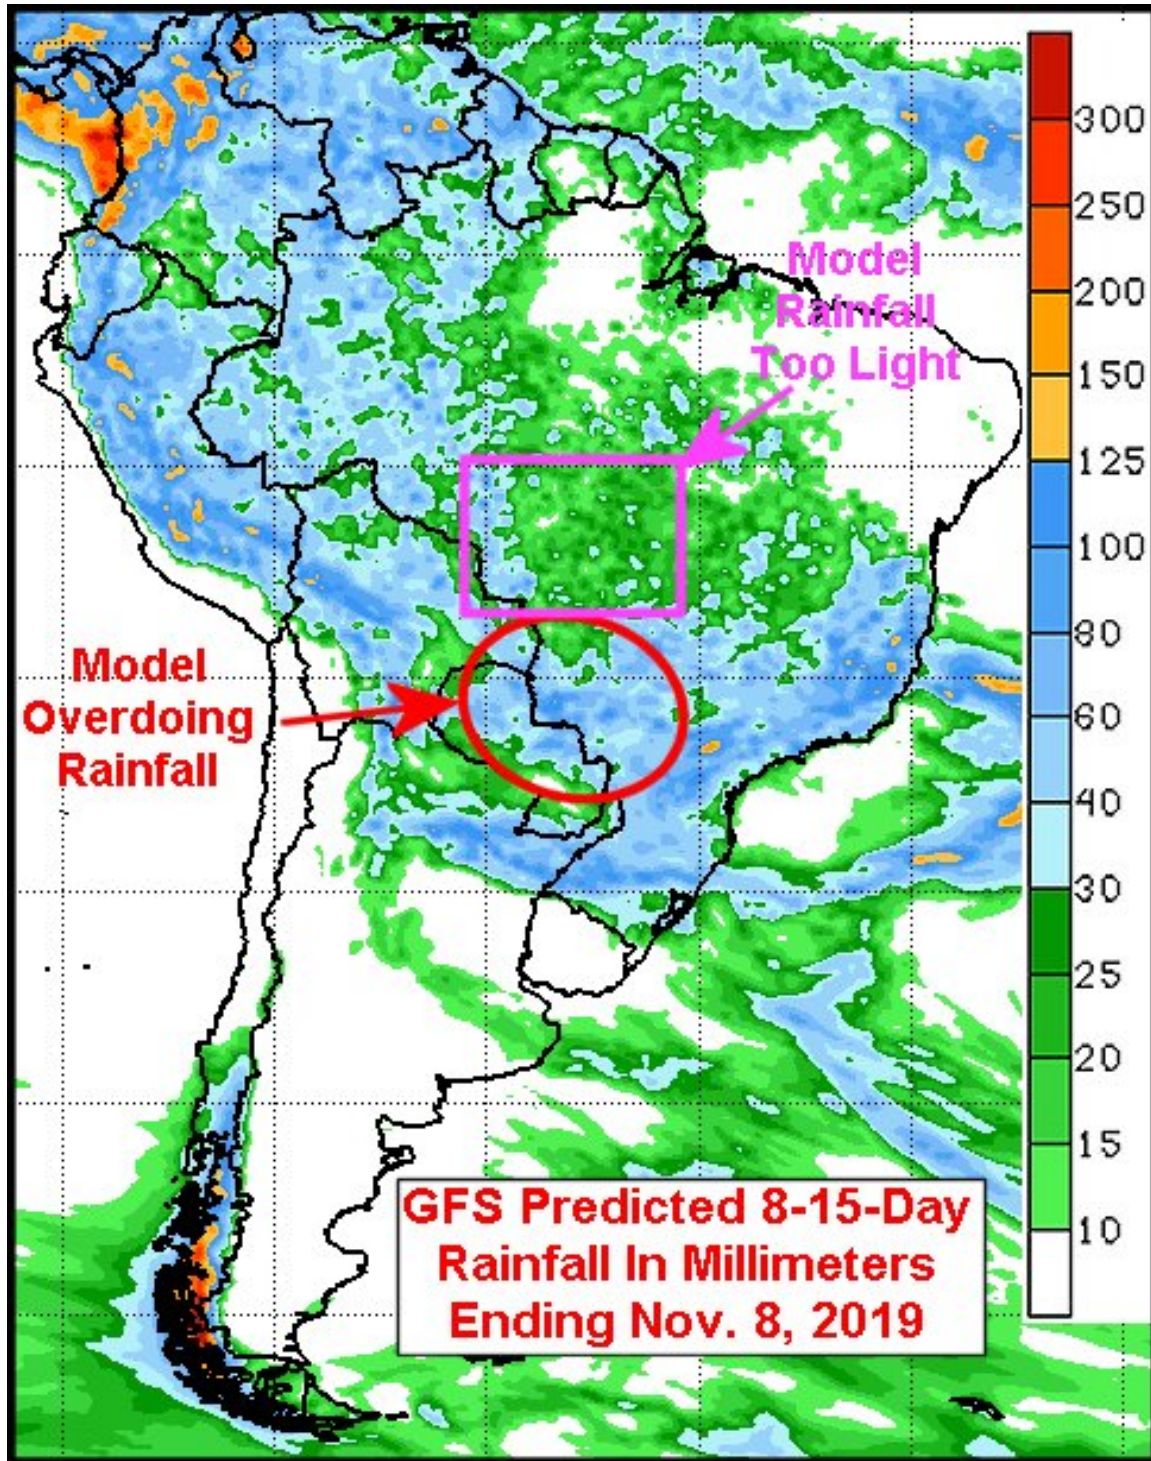 300
250
200
150
125
100
80
60
40
30
25
20
15
10
Model
Rainfall
Too Light
Model
Overdoing
Rainfall
GFS Predicted 8-15-Day
Rainfall In Millimeters
Ending Nov. 8, 2019